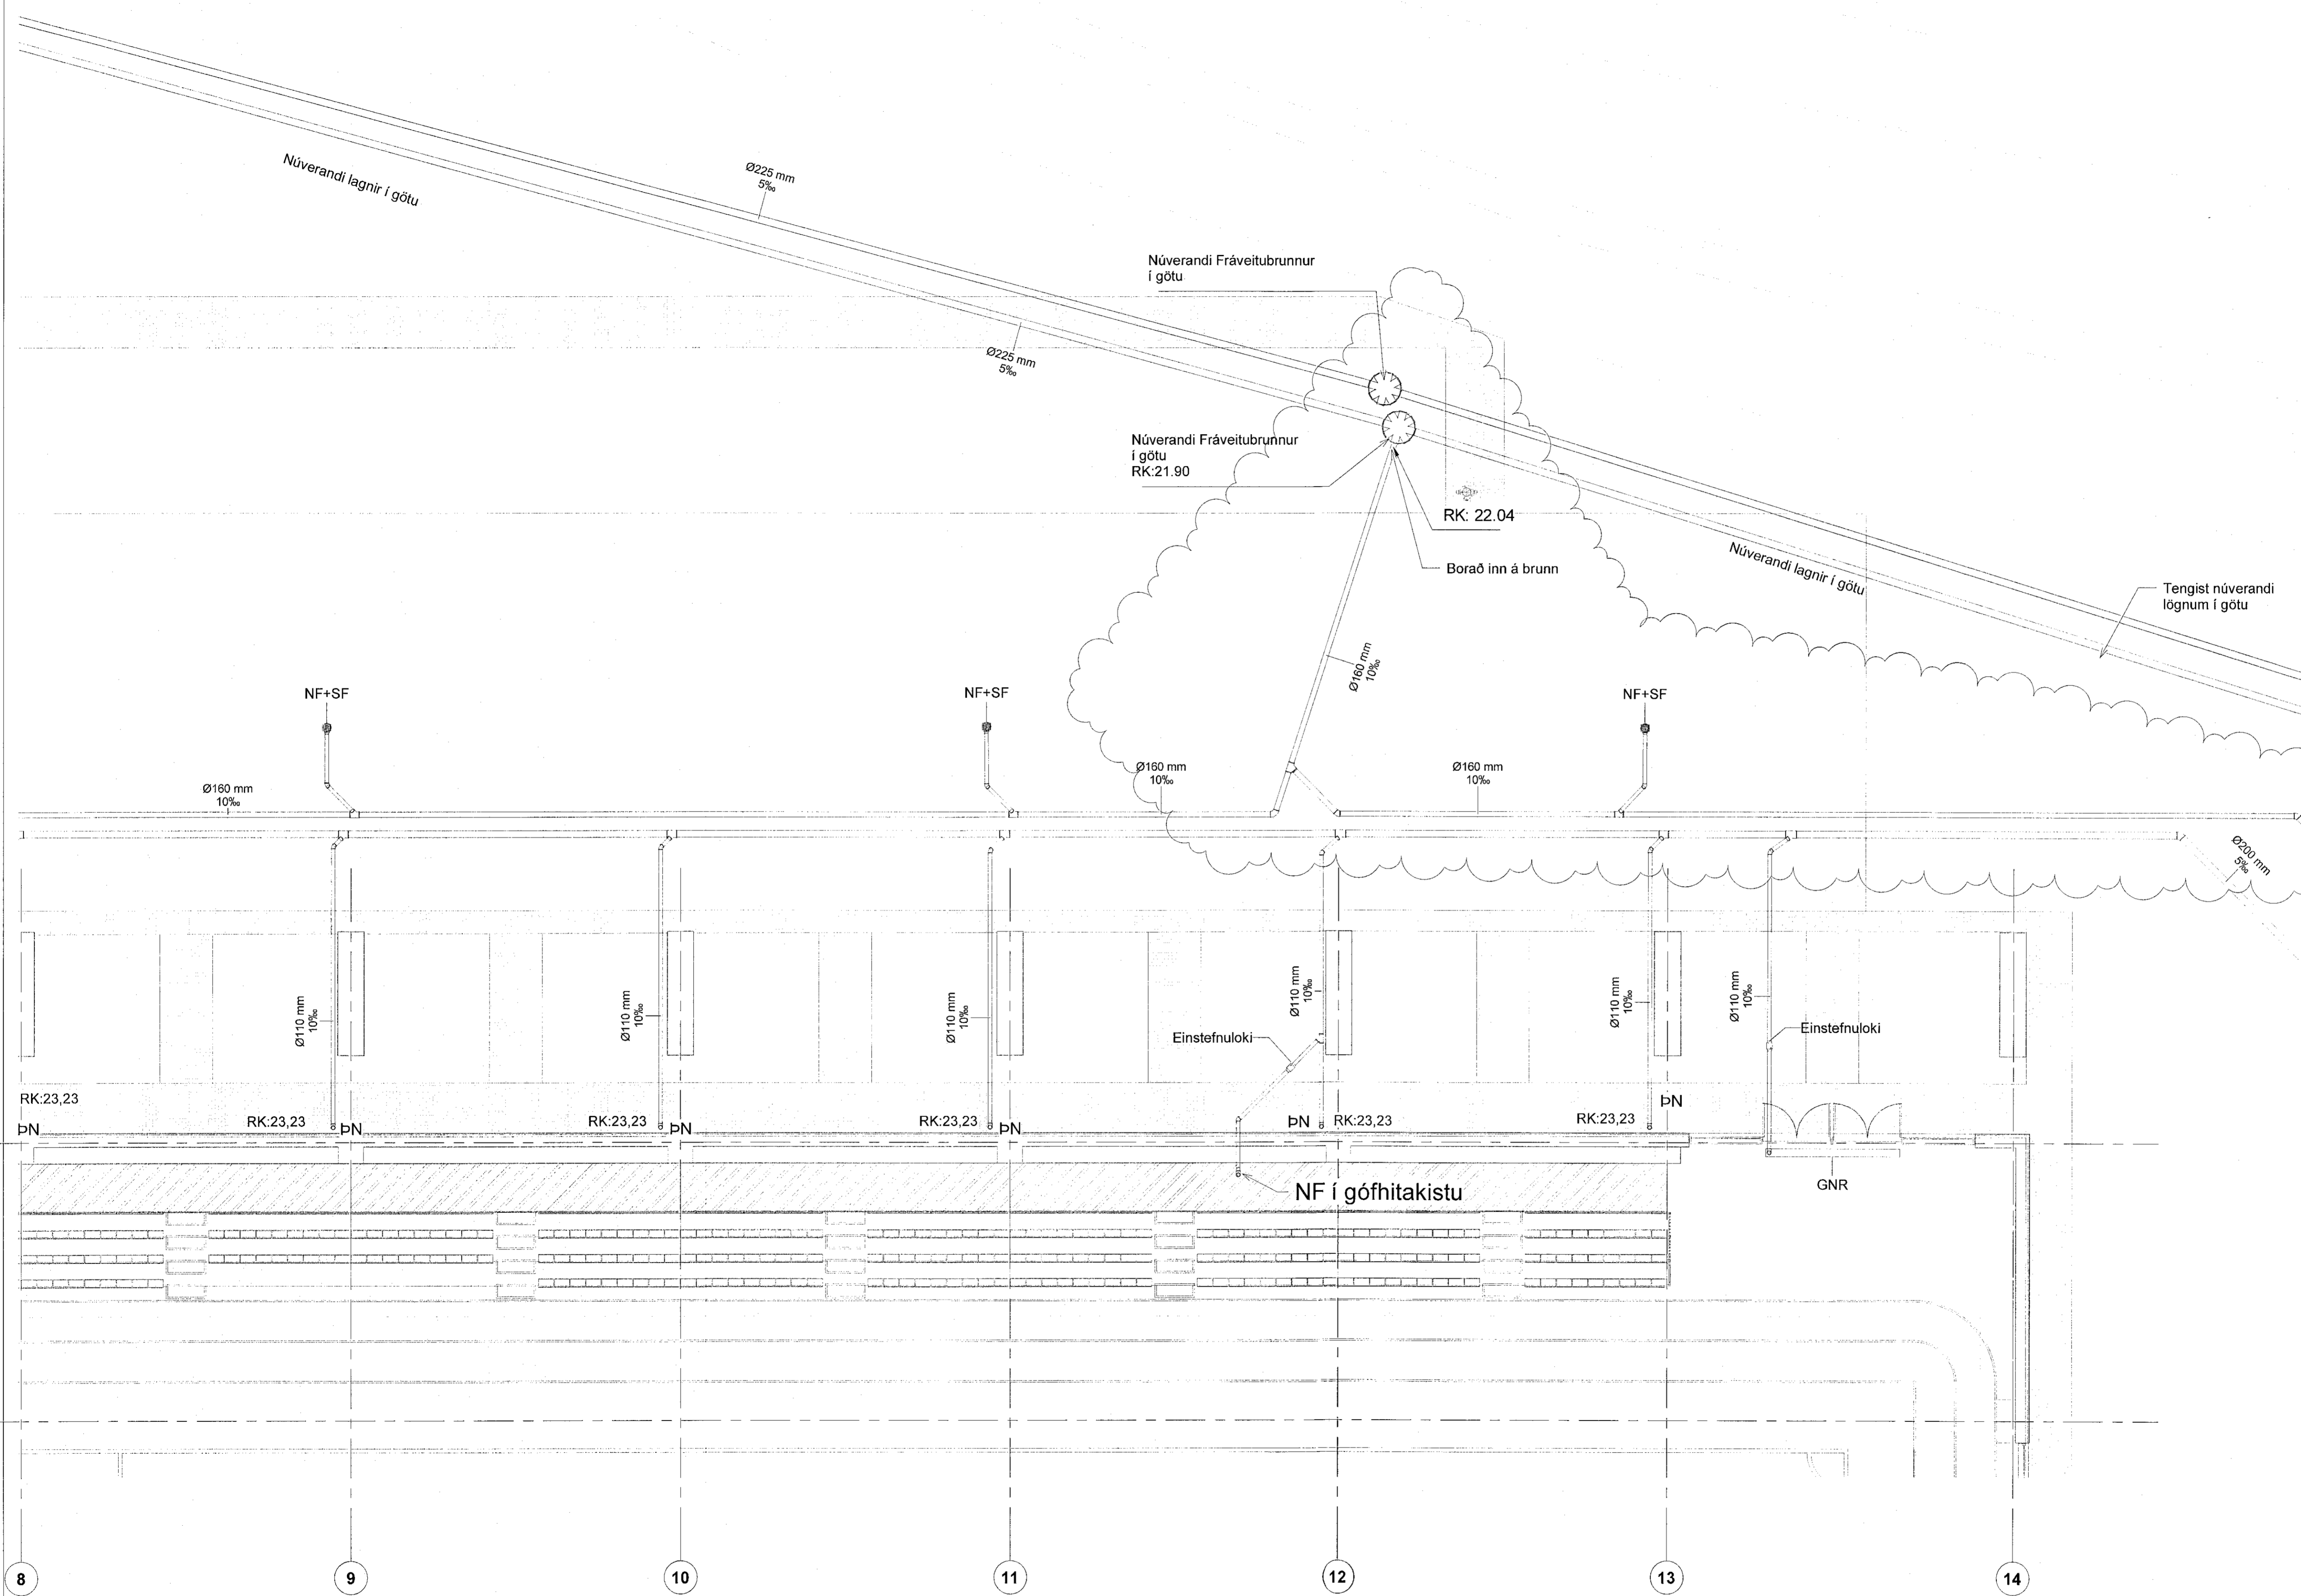 Núverandi lagnir í götu
Ø225 mm
5‰
Núverandi Fráveitubrunnur
í götu
Ø225 mm
5‰
Núverandi Fráveitubrunnur
í götu
RK:21.90
RK: 22.04
Borað inn á brunn
Núverandi lagnir í götu
Tengist núverandi
lögnum í götu
Ø160 mm
10‰
NF+SF
NF+SF
NF+SF
Ø160 mm
10‰
Ø160 mm
10‰
Ø160 mm
10‰
Ø200 mm
5‰
Ø110 mm
10‰
Ø110 mm
10‰
Ø110 mm
10‰
Ø110 mm
10‰
Ø110 mm
10‰
Ø110 mm
10‰
Einstefnuloki
Einstefnuloki
RK:23,23
ÞN
RK:23,23
ÞN
RK:23,23
ÞN
RK:23,23
ÞN
ÞN
RK:23,23
RK:23,23
ÞN
NF í gófhitakistu
GNR
8
9
10
11
12
13
14